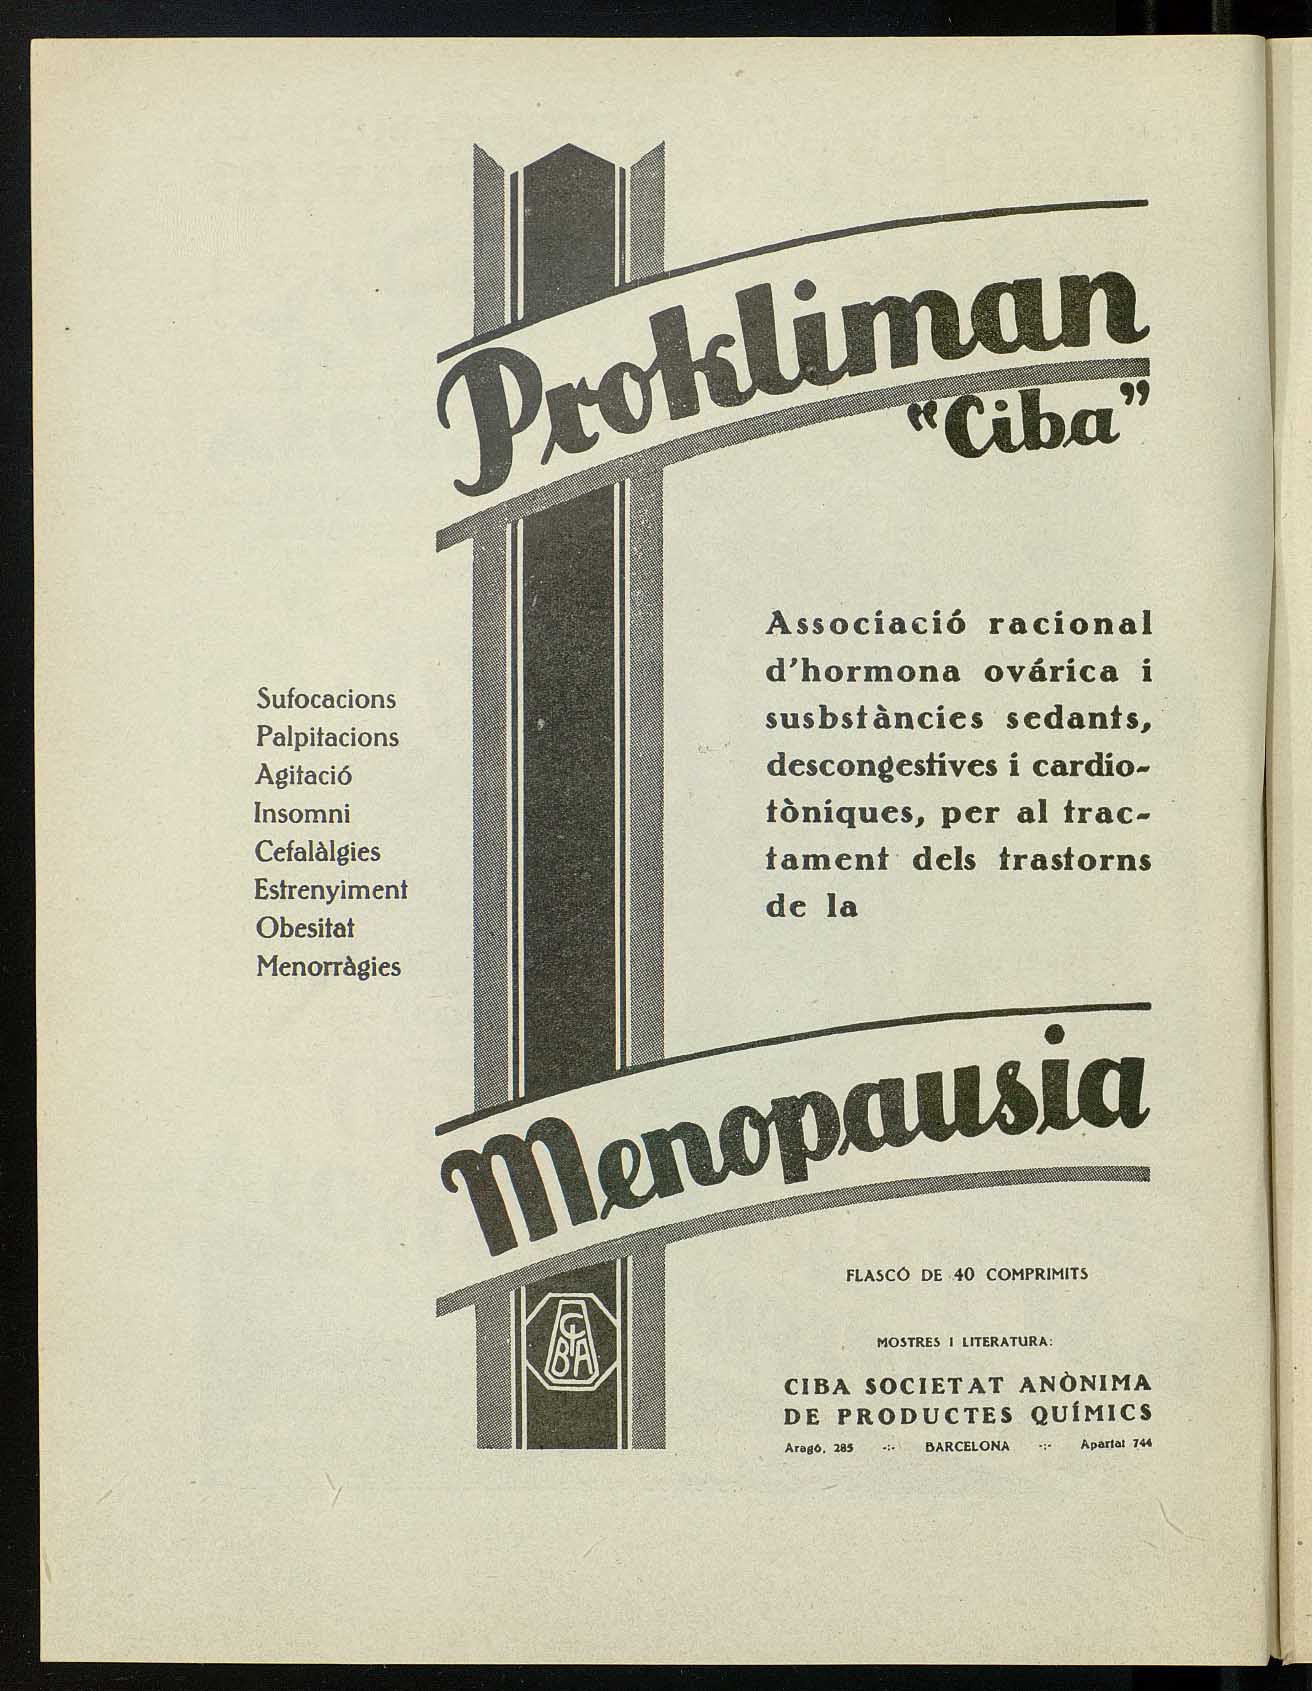 Prokliman
“Ciba”
Associació racional
d'hormona ovárica i
susbstàncies sedants,
descongestives i cardio-
tòniques, per al trac-
tament dels trastorns
de la
Sufocacions
Palpitacions
Agitació
Insomni
Cefalàlgies
Estrenyiment
Obesitat
Menorràgies
Menopausia
FLASCÓ DE 40 COMPRIMITS
MOSTRES I LITERATURA:
CIBA SOCIETAT ANÒNIMA
DE PRODUCTES QUÍMICS
Aragó, 285 -:- BARCELONA -:- Apartat 744
CIBA